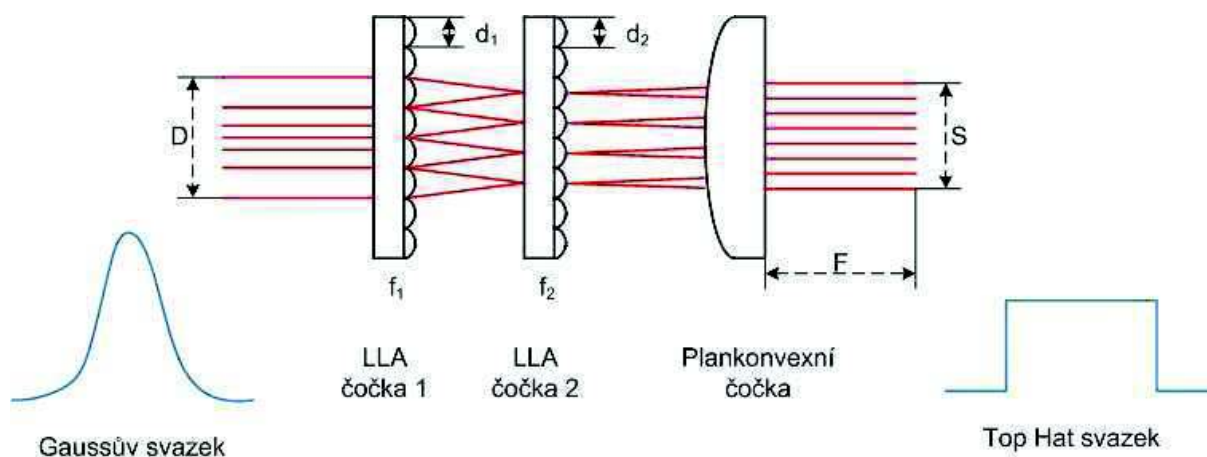 d₁
d₂
D
S
F
f₁
f₂
LLA
čočka 1
LLA
čočka 2
Plankonvexní
čočka
Gaussův svazek
Top Hat svazek